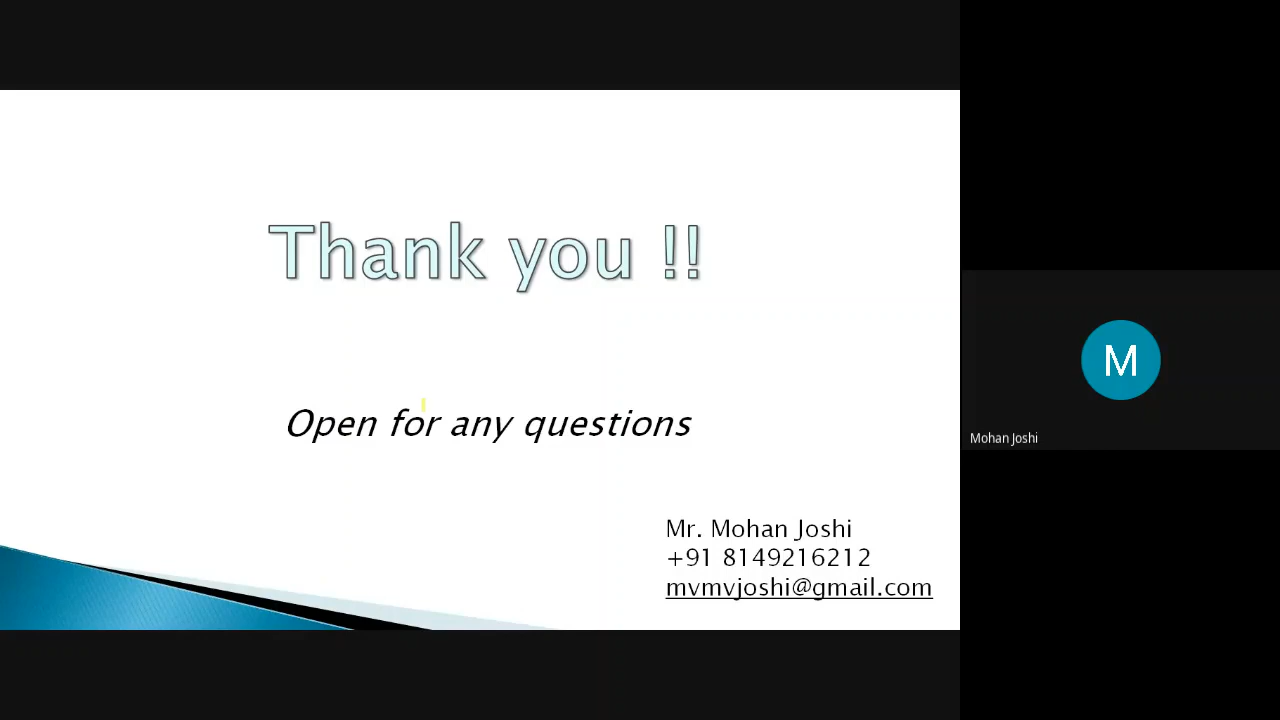 Thank you !!
Open for any questions
Mr. Mohan Joshi
+91 8149216212
mvmvjoshi@gmail.com
M
Mohan Joshi